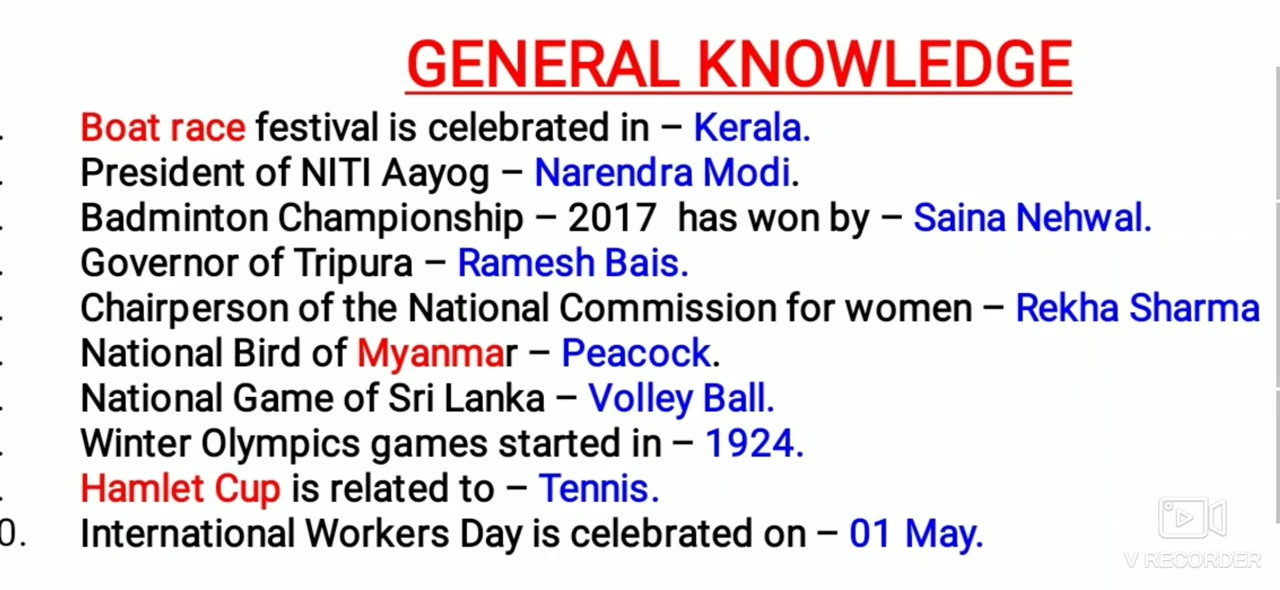 GENERAL KNOWLEDGE
. Boat race festival is celebrated in – Kerala.
. President of NITI Aayog – Narendra Modi.
. Badminton Championship – 2017 has won by – Saina Nehwal.
. Governor of Tripura – Ramesh Bais.
. Chairperson of the National Commission for women – Rekha Sharma
. National Bird of Myanmar – Peacock.
. National Game of Sri Lanka – Volley Ball.
. Winter Olympics games started in – 1924.
. Hamlet Cup is related to – Tennis.
0. International Workers Day is celebrated on – 01 May.
V RECORDER